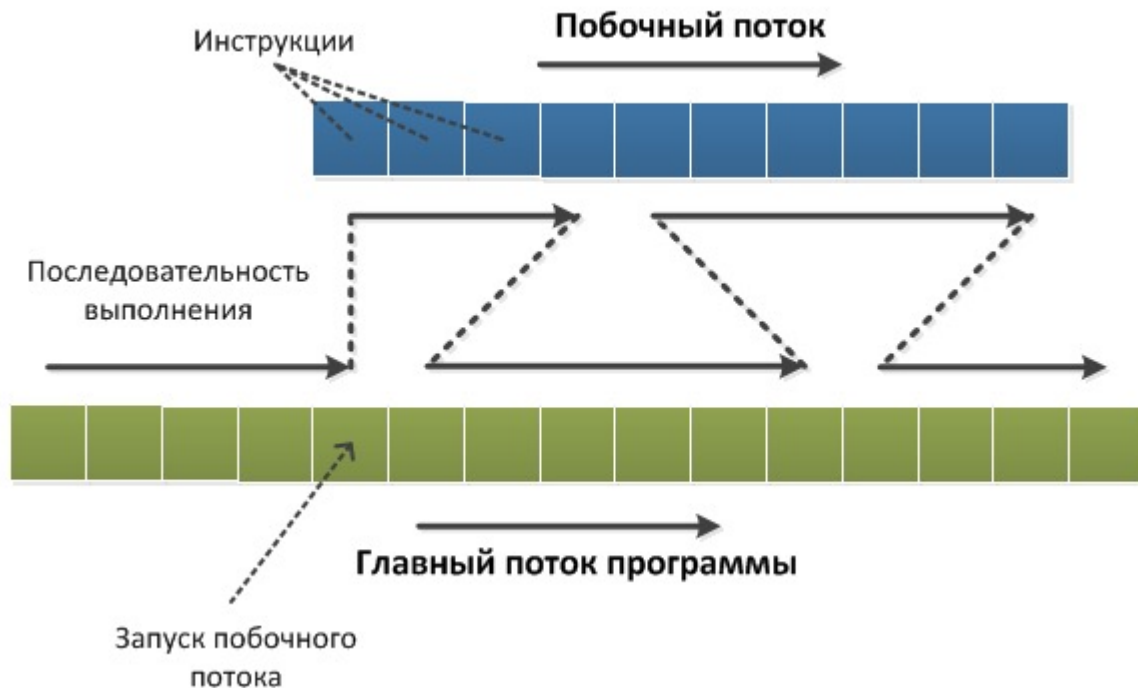 Побочный поток
Инструкции
Последовательность
выполнения
Главный поток программы
Запуск побочного
потока